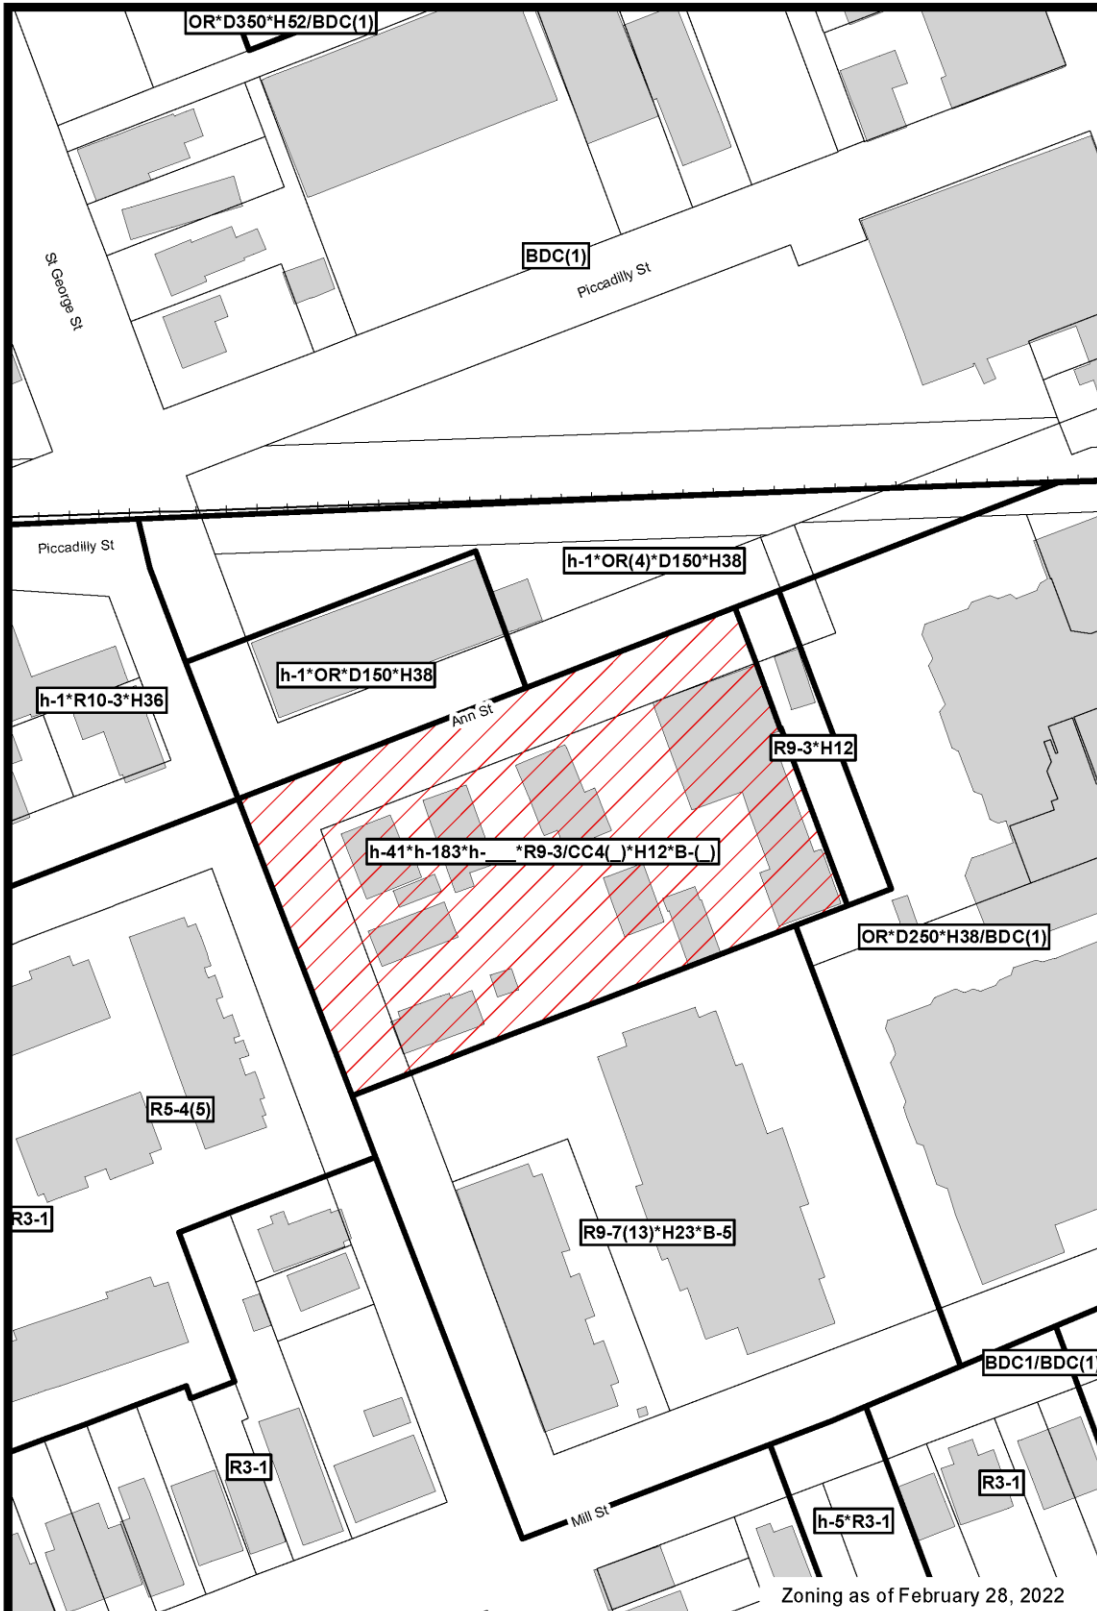 OR*D350*H52/BDC(1)
St George St
BDC(1)
Piccadilly St
Piccadilly St
h-1*OR(4)*D150*H38
h-1*OR*D150*H38
h-1*R10-3*H36
Ann St
R9-3*H12
h-41*h-183*h-___*R9-3/CC4(_)*H12*B-(_)
OR*D250*H38/BDC(1)
R5-4(5)
R3-1
R9-7(13)*H23*B-5
BDC1/BDC(1)
R3-1
R3-1
Mill St
h-5*R3-1
Zoning as of February 28, 2022